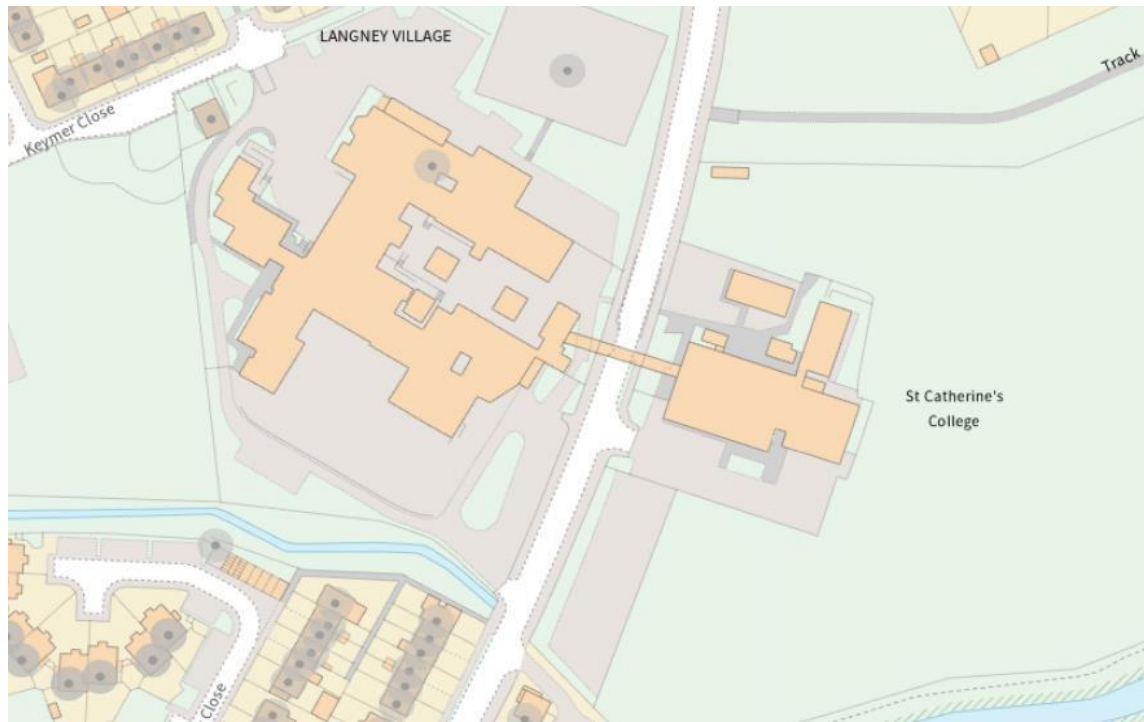 LANGNEY VILLAGE
Track
Keymer Close
St Catherine's
College
Close